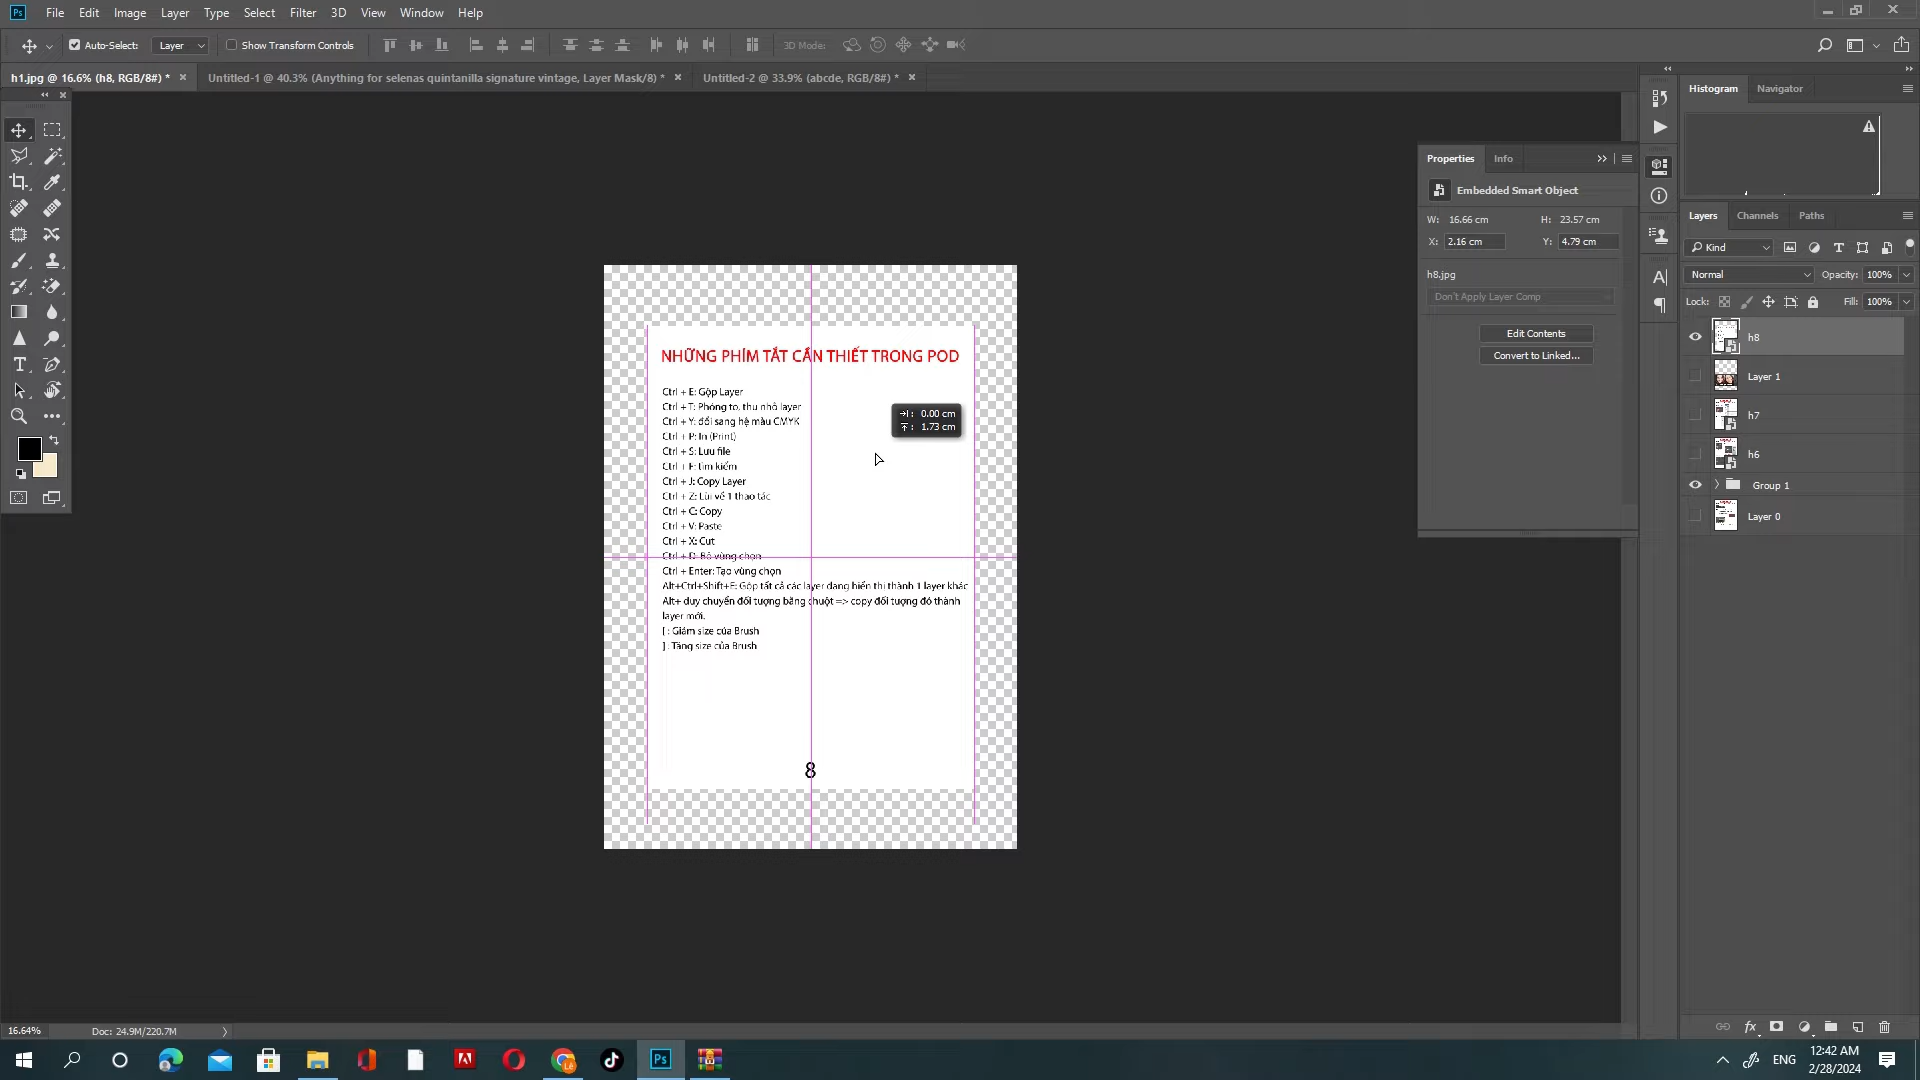 Ps File Edit Image Layer Type Select Filter 3D View Window Help
Auto-Select: Layer Show Transform Controls 3D Mode:
h1.jpg @ 16.6% (h8, RGB/8#) * × Untitled-1 @ 40.3% (Anything for selenas quintanilla signature vintage, Layer Mask/8) * × Untitled-2 @ 33.9% (abcde, RGB/8#) * ×
Histogram Navigator
Properties Info
Embedded Smart Object
W: 16.66 cm H: 23.57 cm
X: 2.16 cm Y: 4.79 cm
h8.jpg
Don't Apply Layer Comp
Edit Contents
Convert to Linked...
Layers Channels Paths
Kind
Normal Opacity: 100%
Lock: Fill: 100%
h8
Layer 1
h7
h6
Group 1
Layer 0
NHỮNG PHÍM TẮT CẦN THIẾT TRONG POD
Ctrl + E: Gộp Layer
Ctrl + T: Phóng to, thu nhỏ layer
Ctrl + Y: đổi sang hệ màu CMYK
Ctrl + P: In (Print)
Ctrl + S: Lưu file
Ctrl + F: tìm kiếm
Ctrl + J: Copy Layer
Ctrl + Z: Lùi về 1 thao tác
Ctrl + C: Copy
Ctrl + V: Paste
Ctrl + X: Cut
Ctrl + D: Bỏ vùng chọn
Ctrl + Enter: Tạo vùng chọn
Alt+Ctrl+Shift+E: Gộp tất cả các layer đang hiển thị thành 1 layer khác
Alt+ duy chuyển đối tượng bằng chuột => copy đối tượng đó thành
layer mới.
[ : Giảm size của Brush
] : Tăng size của Brush
8
0.00 cm
1.73 cm
16.64% Doc: 24.9M/220.7M
ENG
12:42 AM
2/28/2024